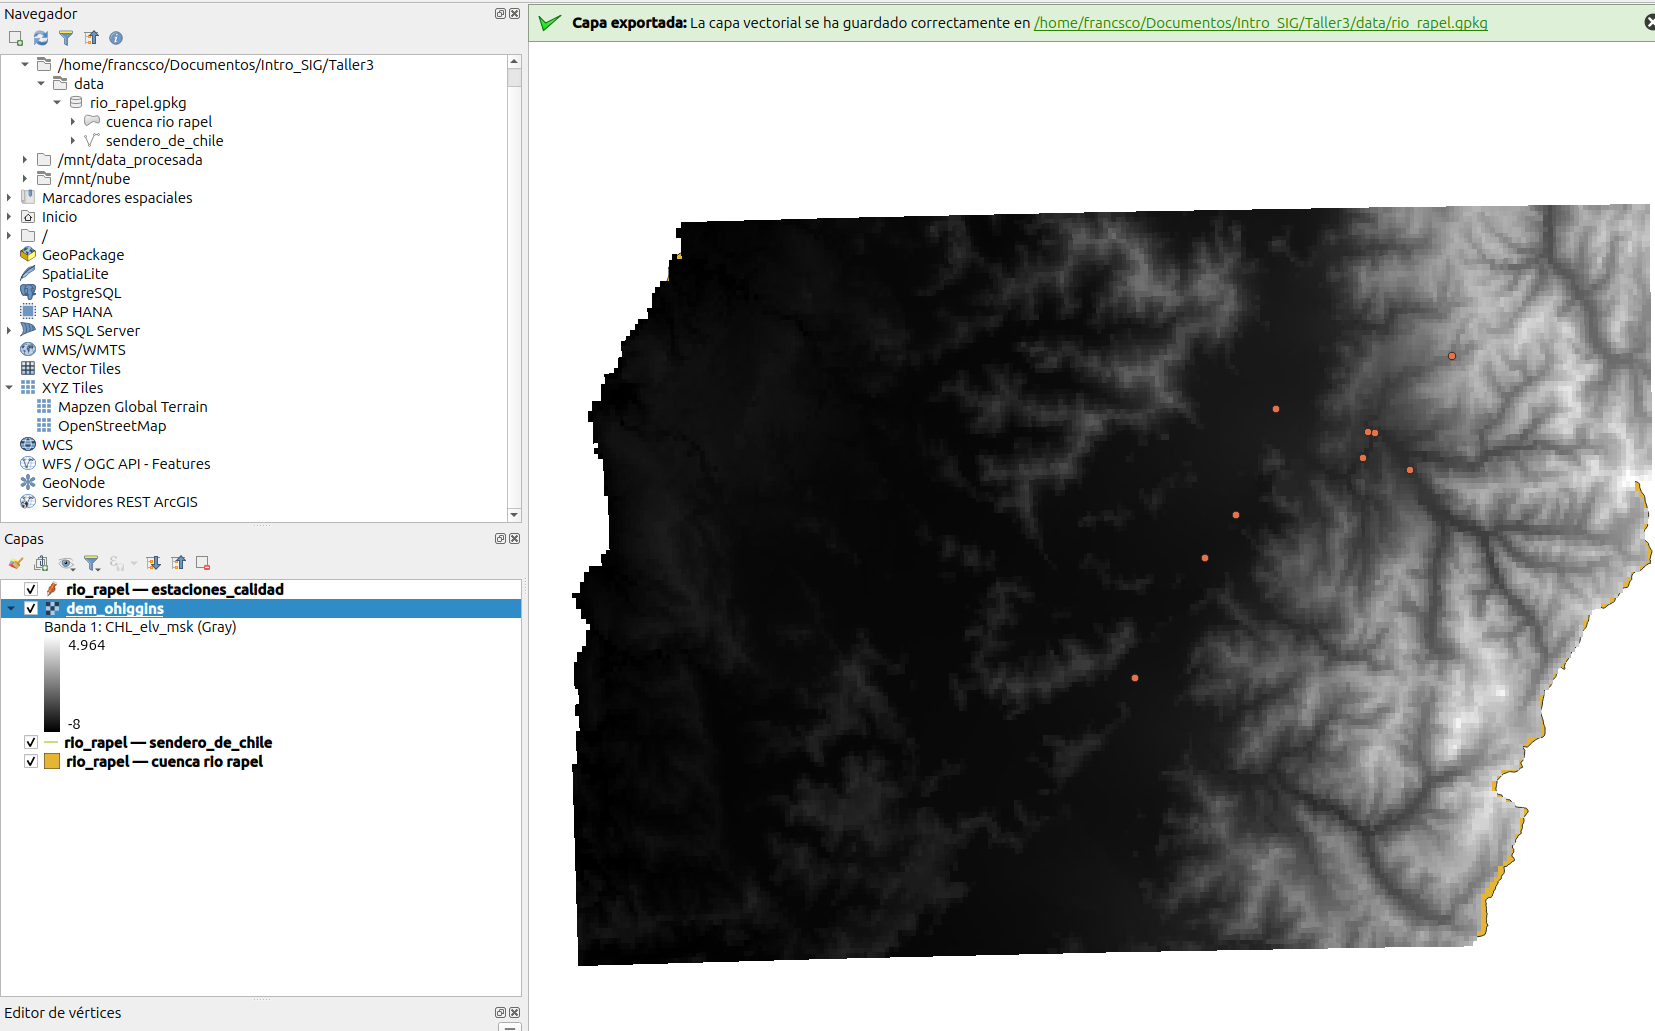 Navegador
/home/francsco/Documentos/Intro_SIG/Taller3
data
rio_rapel.gpkg
cuenca rio rapel
sendero_de_chile
/mnt/data_procesada
/mnt/nube
Marcadores espaciales
Inicio
/
GeoPackage
SpatiaLite
PostgreSQL
SAP HANA
MS SQL Server
WMS/WMTS
Vector Tiles
XYZ Tiles
Mapzen Global Terrain
OpenStreetMap
WCS
WFS / OGC API - Features
GeoNode
Servidores REST ArcGIS
Capas
rio_rapel — estaciones_calidad
dem_ohiggins
Banda 1: CHL_elv_msk (Gray)
4.964
-8
rio_rapel — sendero_de_chile
rio_rapel — cuenca rio rapel
Editor de vértices
Capa exportada: La capa vectorial se ha guardado correctamente en /home/francsco/Documentos/Intro_SIG/Taller3/data/rio_rapel.gpkg